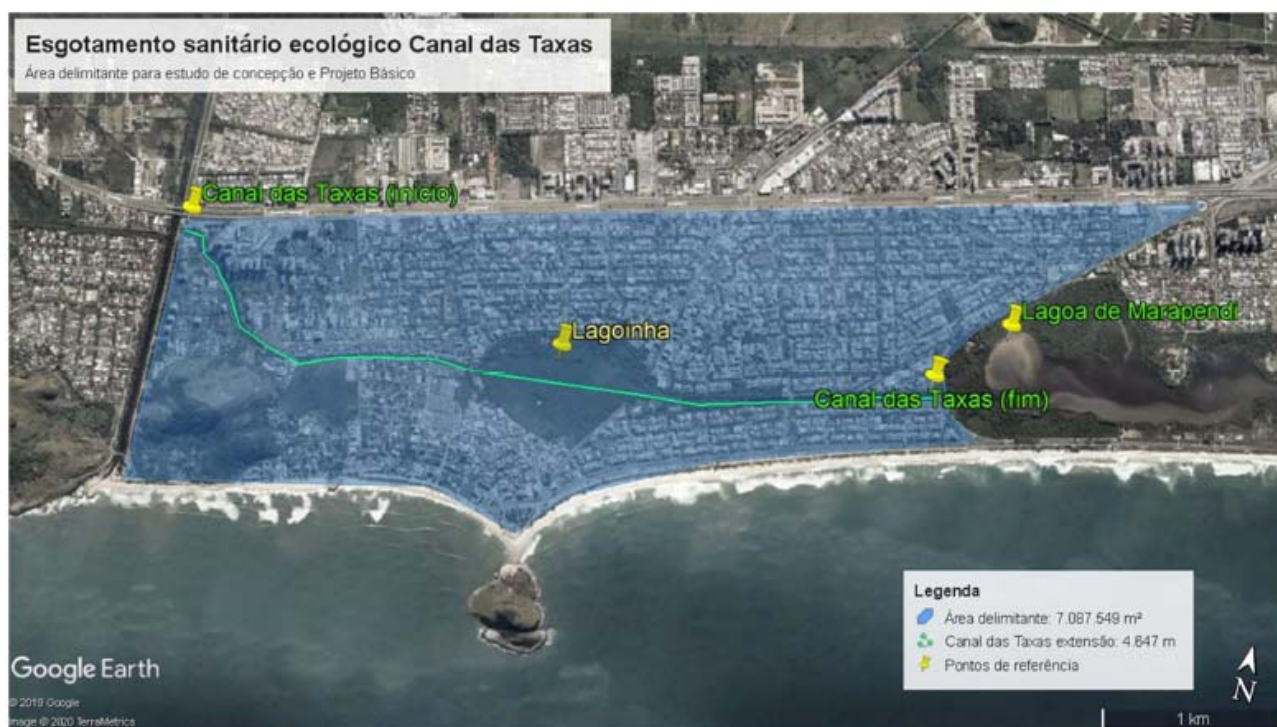 Esgotamento sanitário ecológico Canal das Taxas
Área delimitante para estudo de concepção e Projeto Básico
Canal das Taxas (início)
Lagoinha
Lagoa de Marapendi
Canal das Taxas (fim)
Legenda
Área delimitante: 7.087.549 m²
Canal das Taxas extensão: 4.647 m
Pontos de referência
Google Earth
© 2019 Google
Image © 2020 TerraMetrics
N
1 km